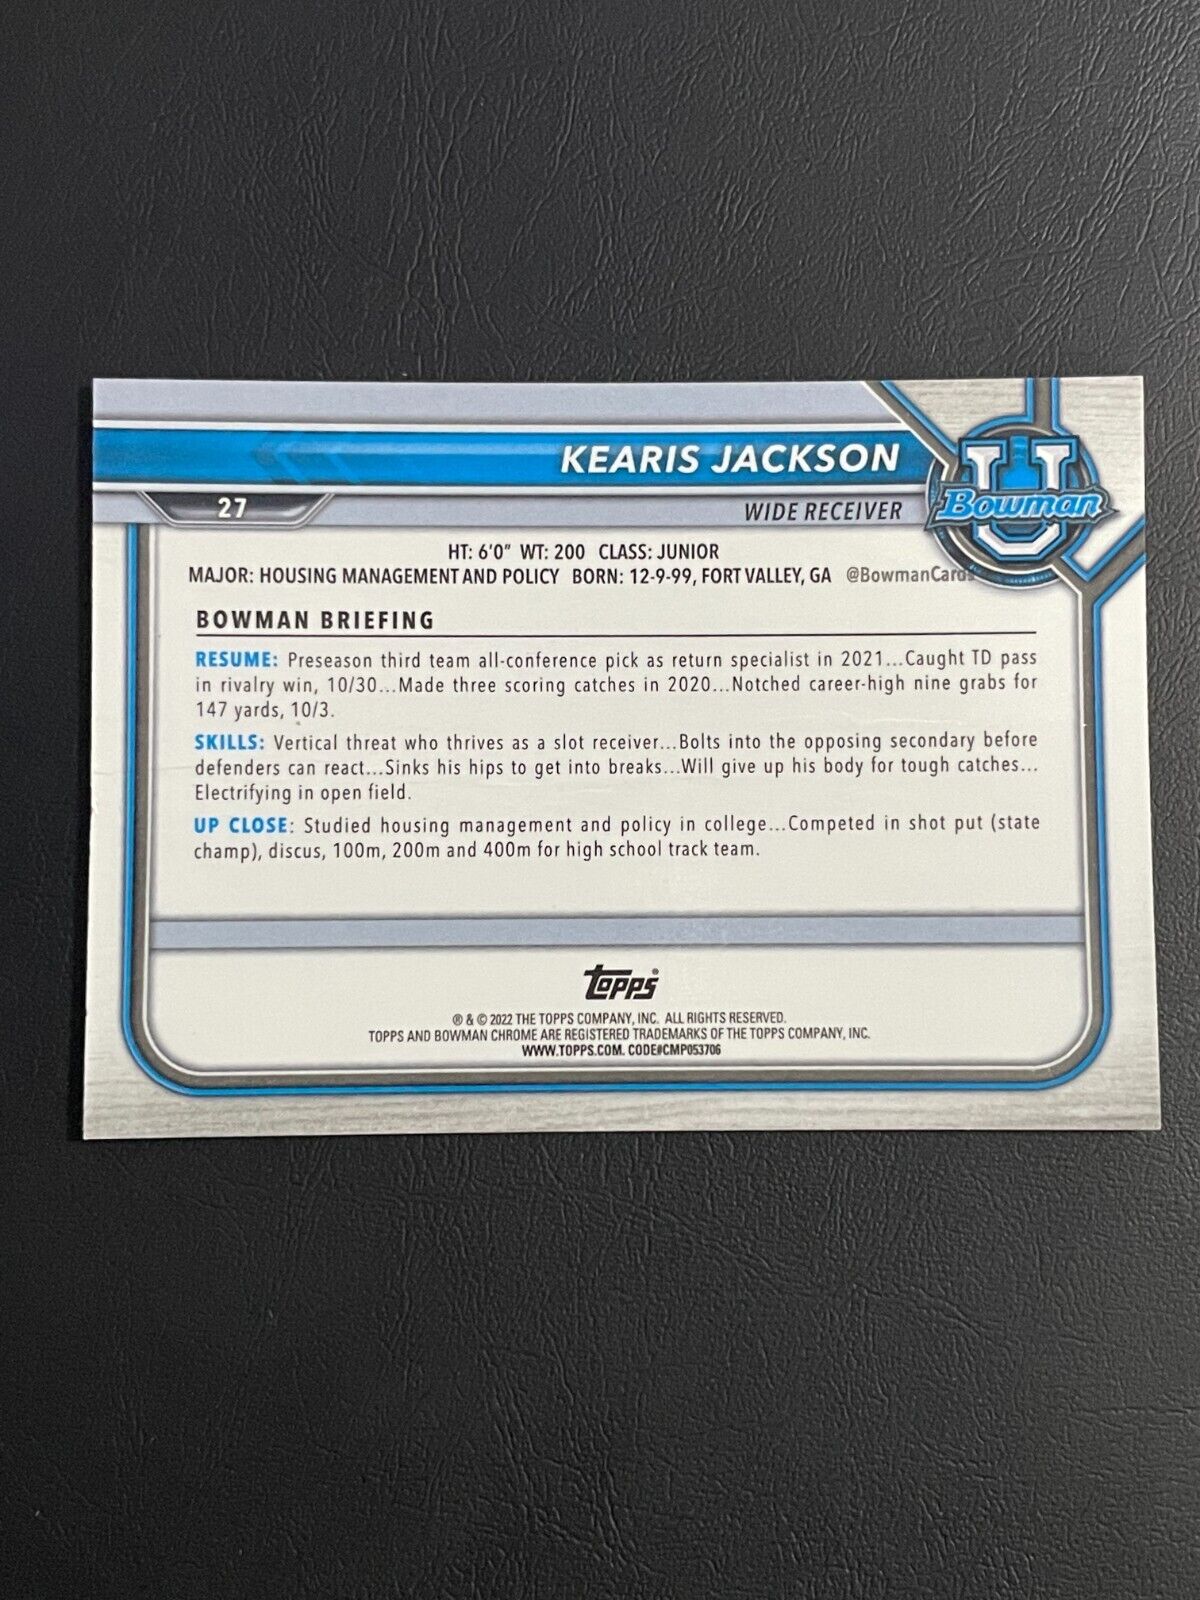 KEARIS JACKSON
U
Bowman
27
WIDE RECEIVER
HT: 6'0" WT: 200 CLASS: JUNIOR
MAJOR: HOUSING MANAGEMENT AND POLICY BORN: 12-9-99, FORT VALLEY, GA @BowmanCards
BOWMAN BRIEFING
RESUME: Preseason third team all-conference pick as return specialist in 2021...Caught TD pass
in rivalry win, 10/30...Made three scoring catches in 2020...Notched career-high nine grabs for
147 yards, 10/3.
SKILLS: Vertical threat who thrives as a slot receiver...Bolts into the opposing secondary before
defenders can react...Sinks his hips to get into breaks...Will give up his body for tough catches...
Electrifying in open field.
UP CLOSE: Studied housing management and policy in college...Competed in shot put (state
champ), discus, 100m, 200m and 400m for high school track team.
Topps®
® & © 2022 THE TOPPS COMPANY, INC. ALL RIGHTS RESERVED.
TOPPS AND BOWMAN CHROME ARE REGISTERED TRADEMARKS OF THE TOPPS COMPANY, INC.
WWW.TOPPS.COM. CODE#CMP053706